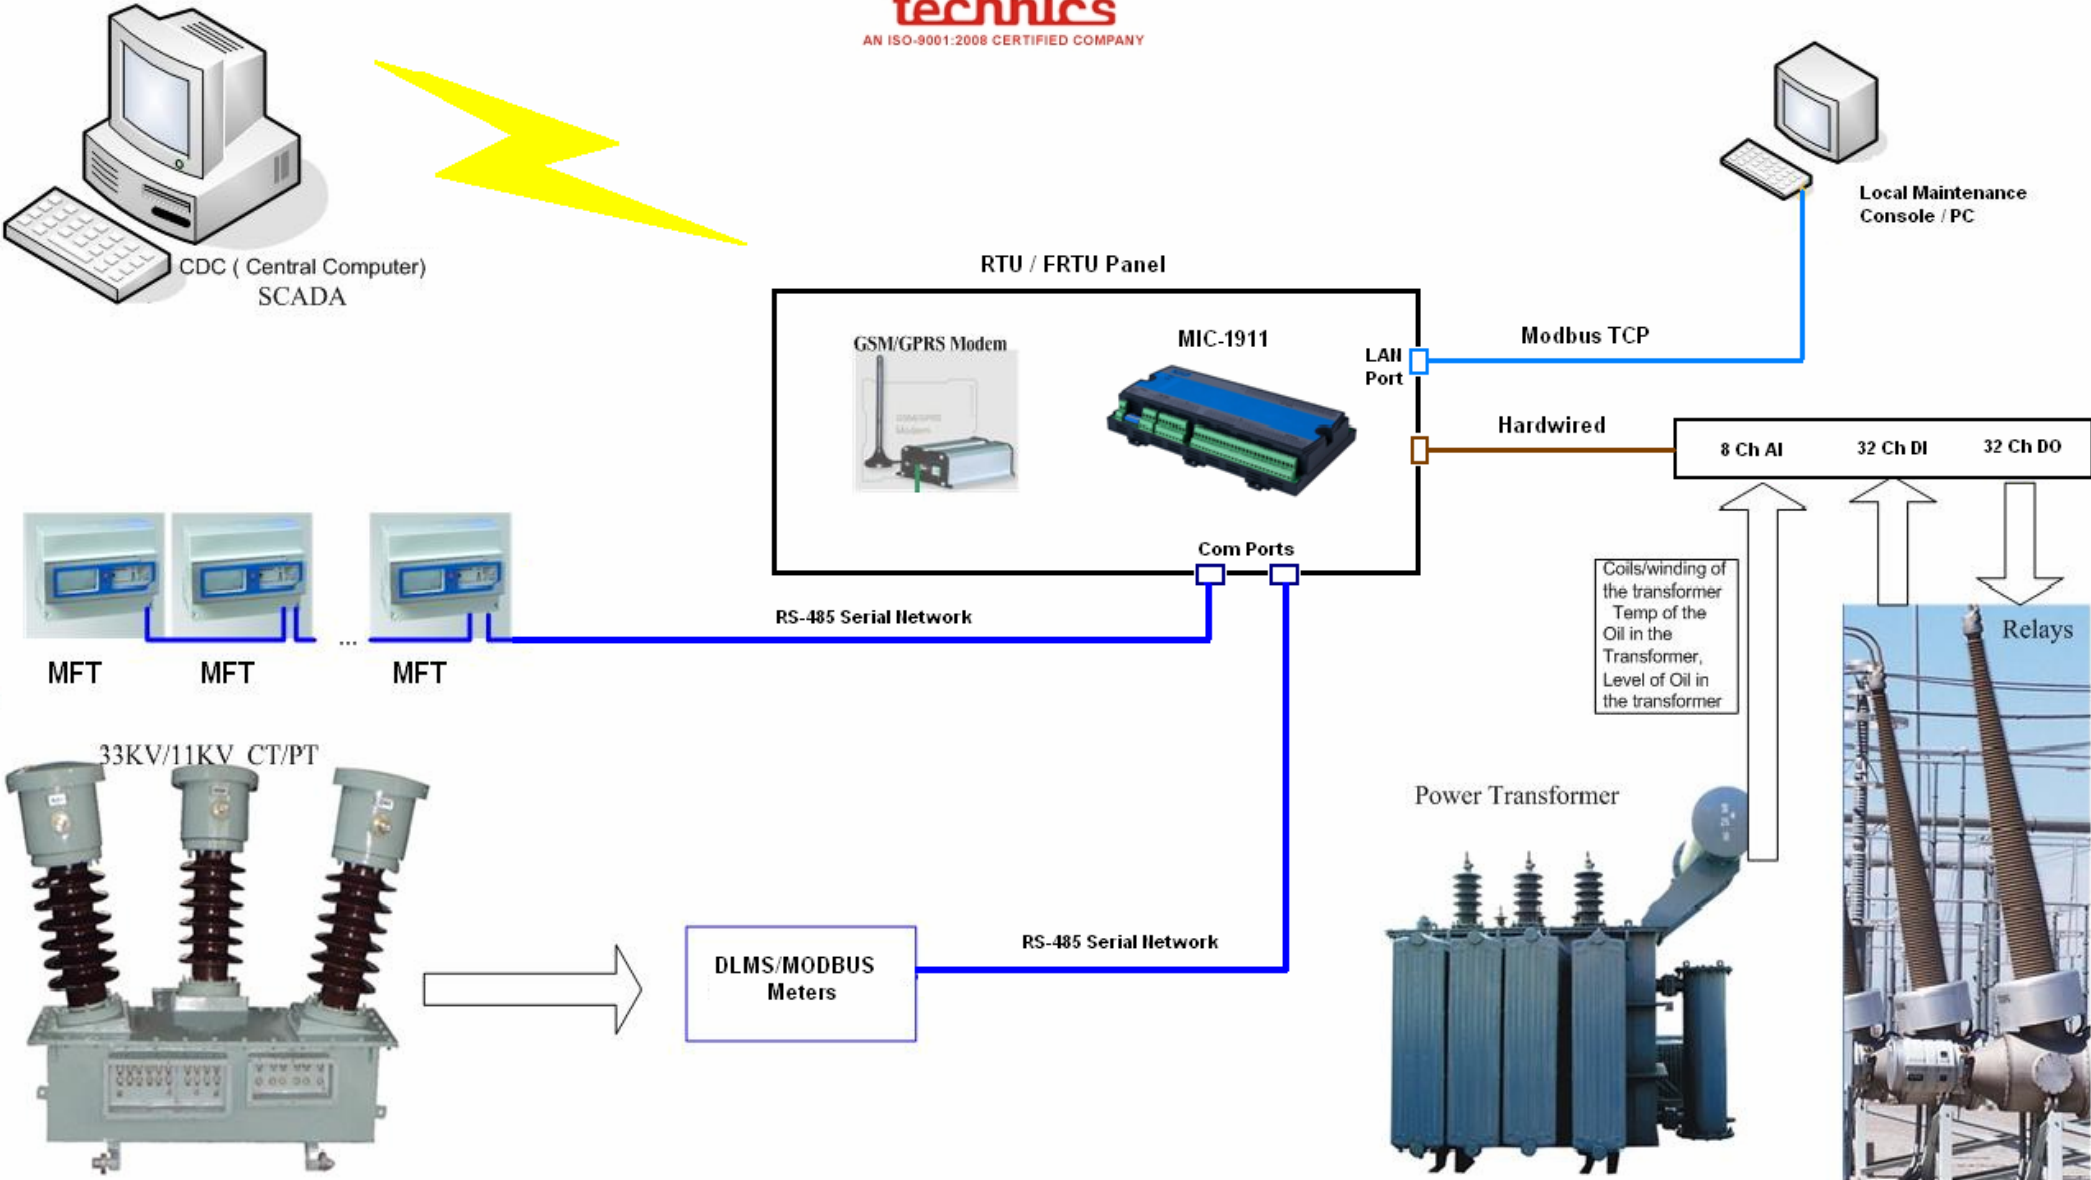 technics
AN ISO-9001:2008 CERTIFIED COMPANY
CDC ( Central Computer)
SCADA
Local Maintenance
Console / PC
RTU / FRTU Panel
GSM/GPRS Modem
GSM/GPRS
Modem
MIC-1911
LAN
Port
Modbus TCP
Hardwired
8 Ch AI
32 Ch DI
32 Ch DO
Com Ports
RS-485 Serial Network
MFT
MFT
...
MFT
Coils/winding of
the transformer
Temp of the
Oil in the
Transformer,
Level of Oil in
the transformer
Relays
33KV/11KV CT/PT
Power Transformer
DLMS/MODBUS
Meters
RS-485 Serial Network